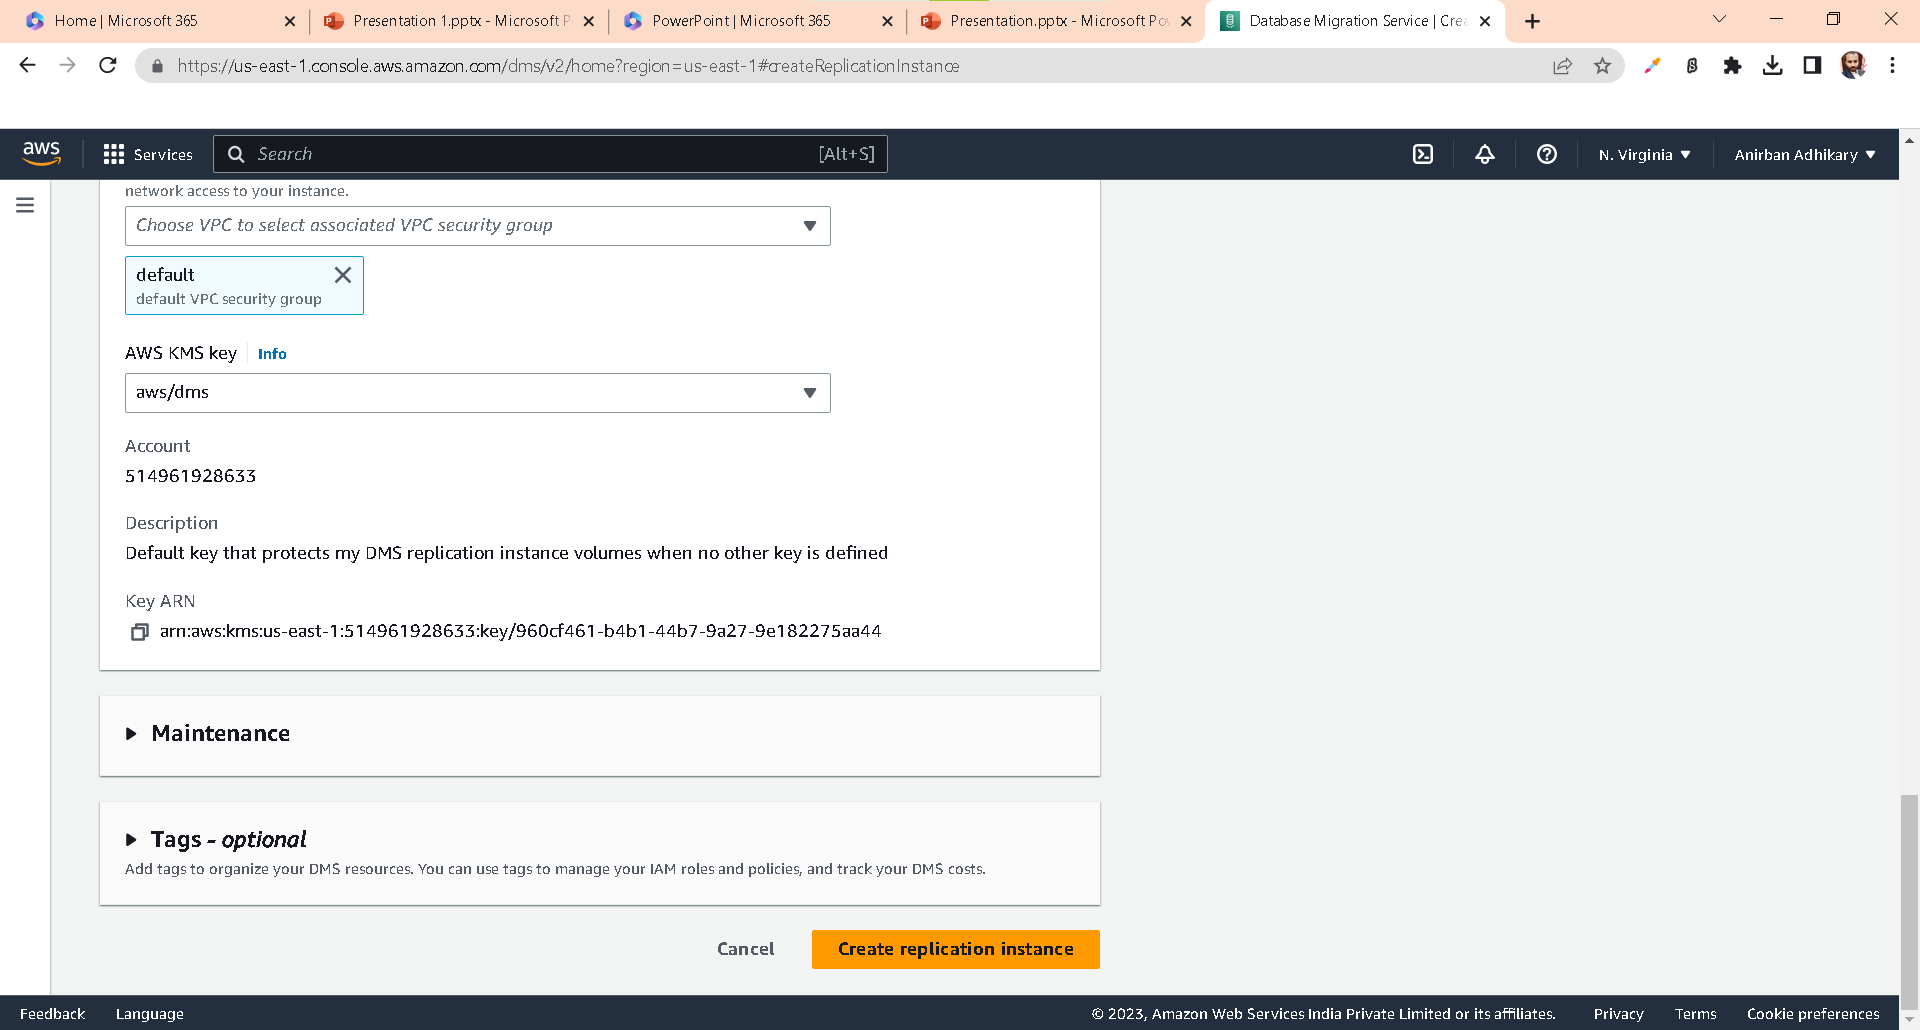 Home | Microsoft 365
Presentation 1.pptx - Microsoft P
PowerPoint | Microsoft 365
Presentation.pptx - Microsoft Po
Database Migration Service | Crea
https://us-east-1.console.aws.amazon.com/dms/v2/home?region=us-east-1#createReplicationInstance
aws
Services
Search
[Alt+S]
N. Virginia
Anirban Adhikary
network access to your instance.
Choose VPC to select associated VPC security group
default
default VPC security group
AWS KMS key
Info
aws/dms
Account
514961928633
Description
Default key that protects my DMS replication instance volumes when no other key is defined
Key ARN
arn:aws:kms:us-east-1:514961928633:key/960cf461-b4b1-44b7-9a27-9e182275aa44
Maintenance
Tags - optional
Add tags to organize your DMS resources. You can use tags to manage your IAM roles and policies, and track your DMS costs.
Cancel
Create replication instance
Feedback
Language
© 2023, Amazon Web Services India Private Limited or its affiliates.
Privacy
Terms
Cookie preferences